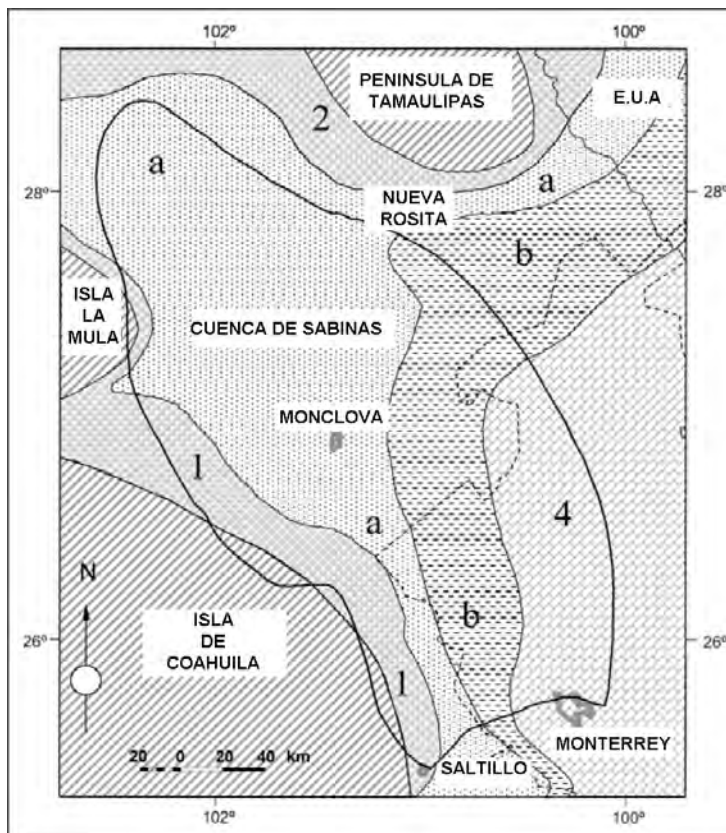 102º
100º
PENINSULA DE
TAMAULIPAS
E.U.A
2
a
a
28º
28º
NUEVA
ROSITA
b
ISLA
LA
MULA
CUENCA DE SABINAS
MONCLOVA
1
4
a
N
b
26º
26º
ISLA
DE
COAHUILA
1
20 0 20 40 km
MONTERREY
SALTILLO
102º
100º